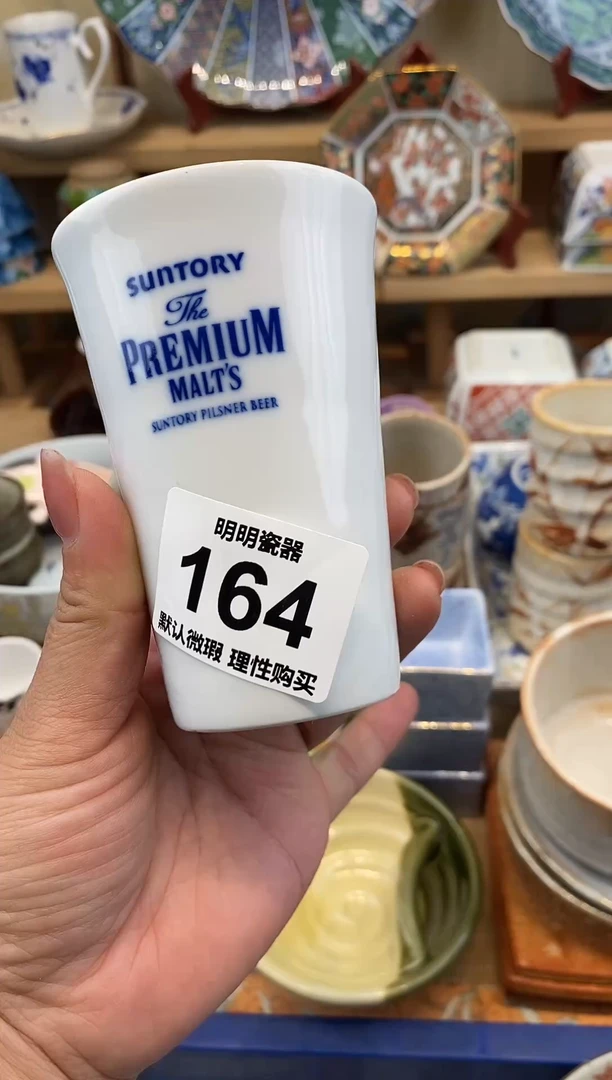 SUNTORY
The
PREMIUM
MALT'S
SUNTORY PILSNER BEER
明明瓷器
164
默认微瑕 理性购买